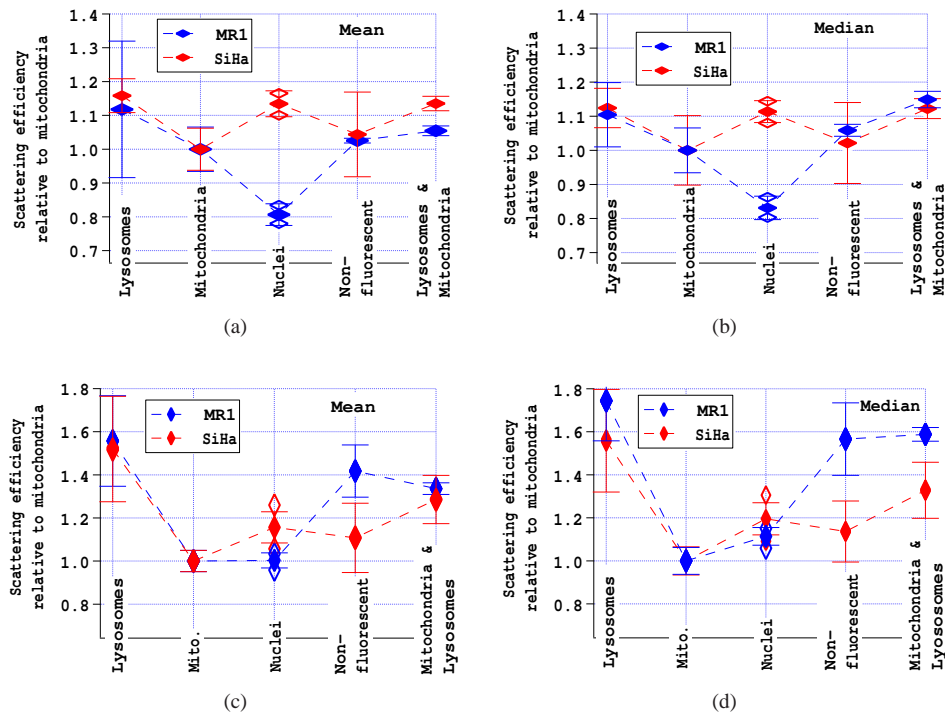 Scattering efficiency
relative to mitochondria
1.4
1.3
1.2
1.1
1.0
0.9
0.8
0.7
MR1
SiHa
Mean
Lysosomes
Mitochondria
Nuclei
Non-
fluorescent
Lysosomes &
Mitochondria
(a)
Scattering efficiency
relative to mitochondria
1.4
1.3
1.2
1.1
1.0
0.9
0.8
0.7
MR1
SiHa
Median
Lysosomes
Mitochondria
Nuclei
Non-
fluorescent
Lysosomes &
Mitochondria
(b)
Scattering efficiency
relative to mitochondria
1.8
1.6
1.4
1.2
1.0
0.8
MR1
SiHa
Mean
Lysosomes
Mito.
Nuclei
Non-
fluorescent
Mitochondria &
Lysosomes
(c)
Scattering efficiency
relative to mitochondria
1.8
1.6
1.4
1.2
1.0
0.8
MR1
SiHa
Median
Lysosomes
Mito.
Nuclei
Non-
fluorescent
Mitochondria &
Lyososomes
(d)